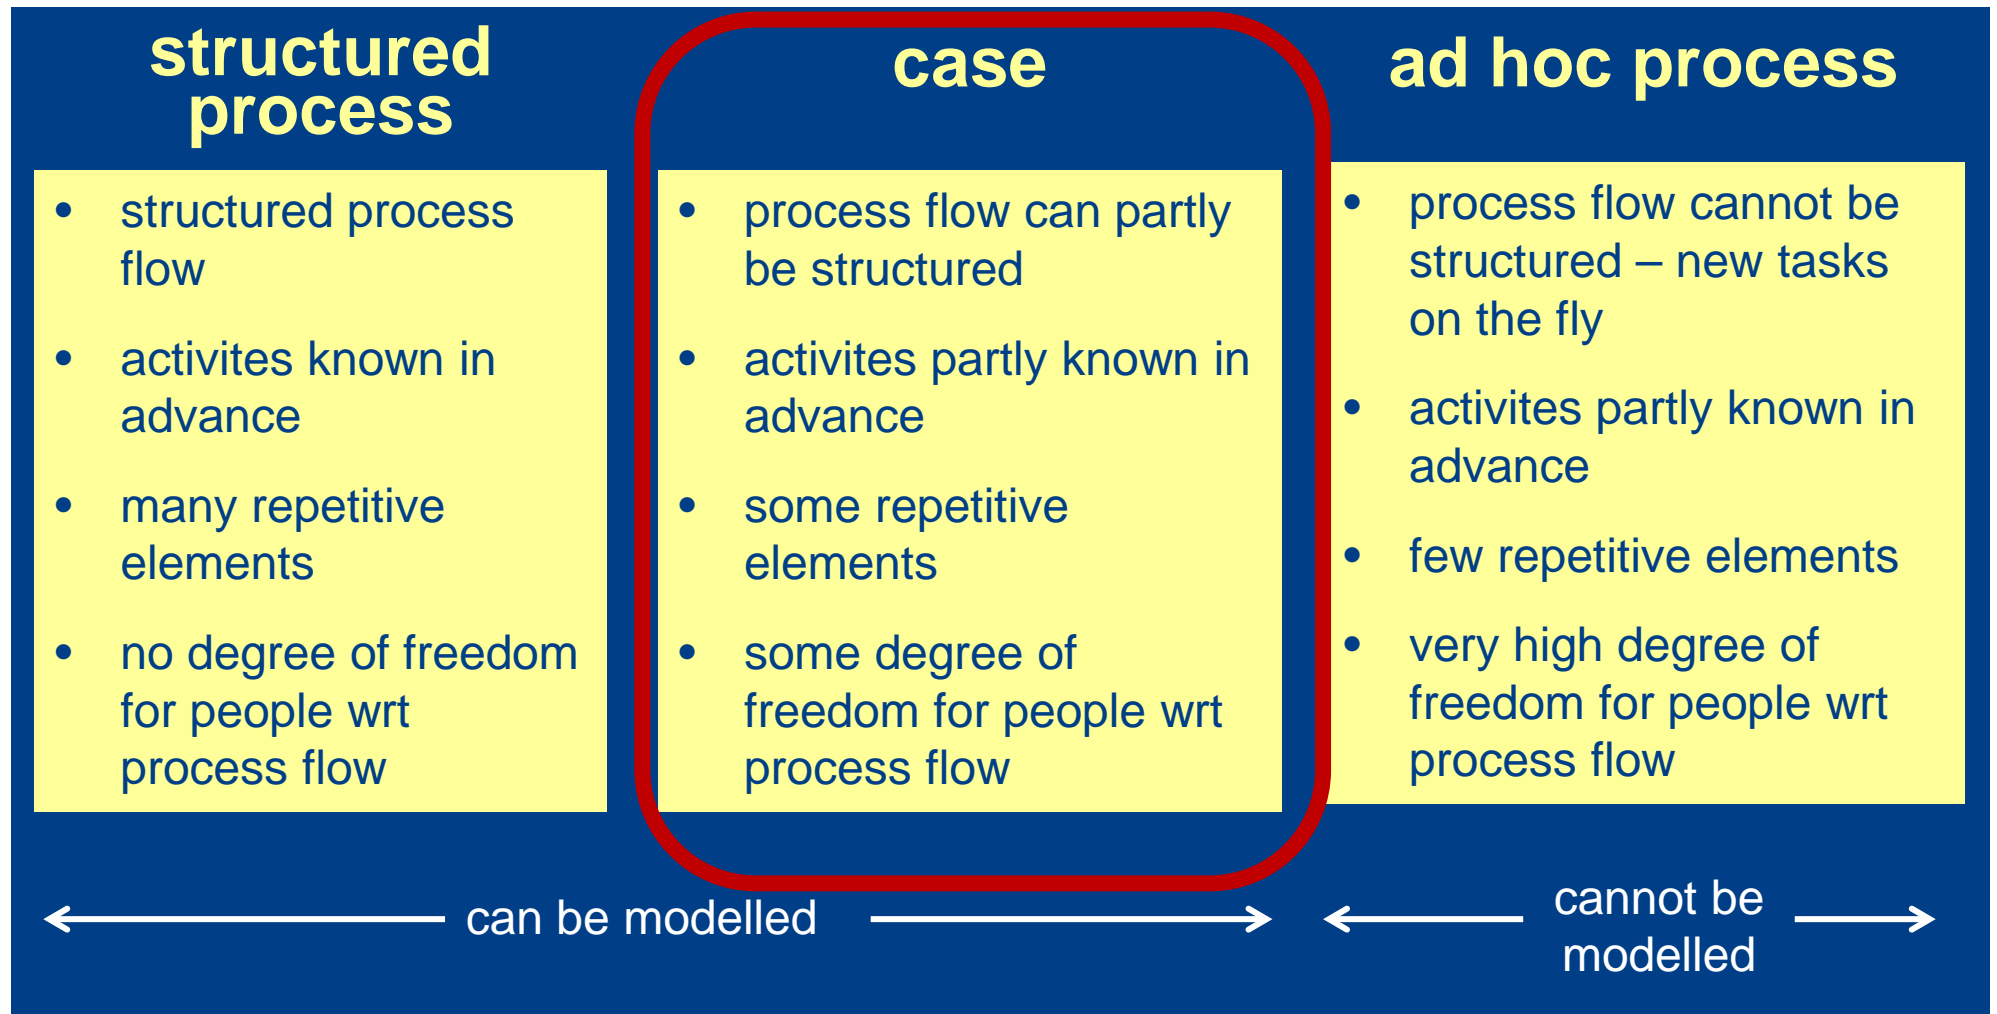 structured
process
• structured process
flow
• activites known in
advance
• many repetitive
elements
• no degree of freedom
for people wrt
process flow
case
• process flow can partly
be structured
• activites partly known in
advance
• some repetitive
elements
• some degree of
freedom for people wrt
process flow
ad hoc process
• process flow cannot be
structured – new tasks
on the fly
• activites partly known in
advance
• few repetitive elements
• very high degree of
freedom for people wrt
process flow
can be modelled
cannot be
modelled